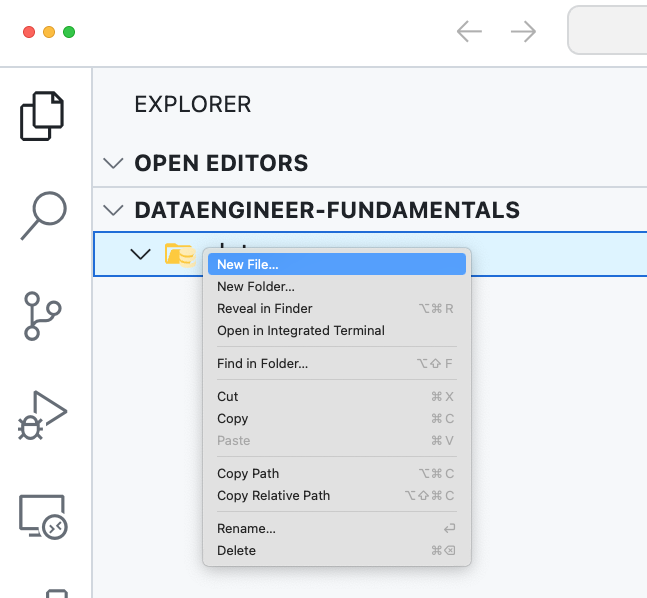 EXPLORER
OPEN EDITORS
DATAENGINEER-FUNDAMENTALS
New File...
New Folder...
Reveal in Finder ⌥⌘ R
Open in Integrated Terminal
Find in Folder... ⌥⇧ F
Cut ⌘ X
Copy ⌘ C
Paste ⌘ V
Copy Path ⌥⌘ C
Copy Relative Path ⌥⇧⌘ C
Rename... ↩
Delete ⌘⌫